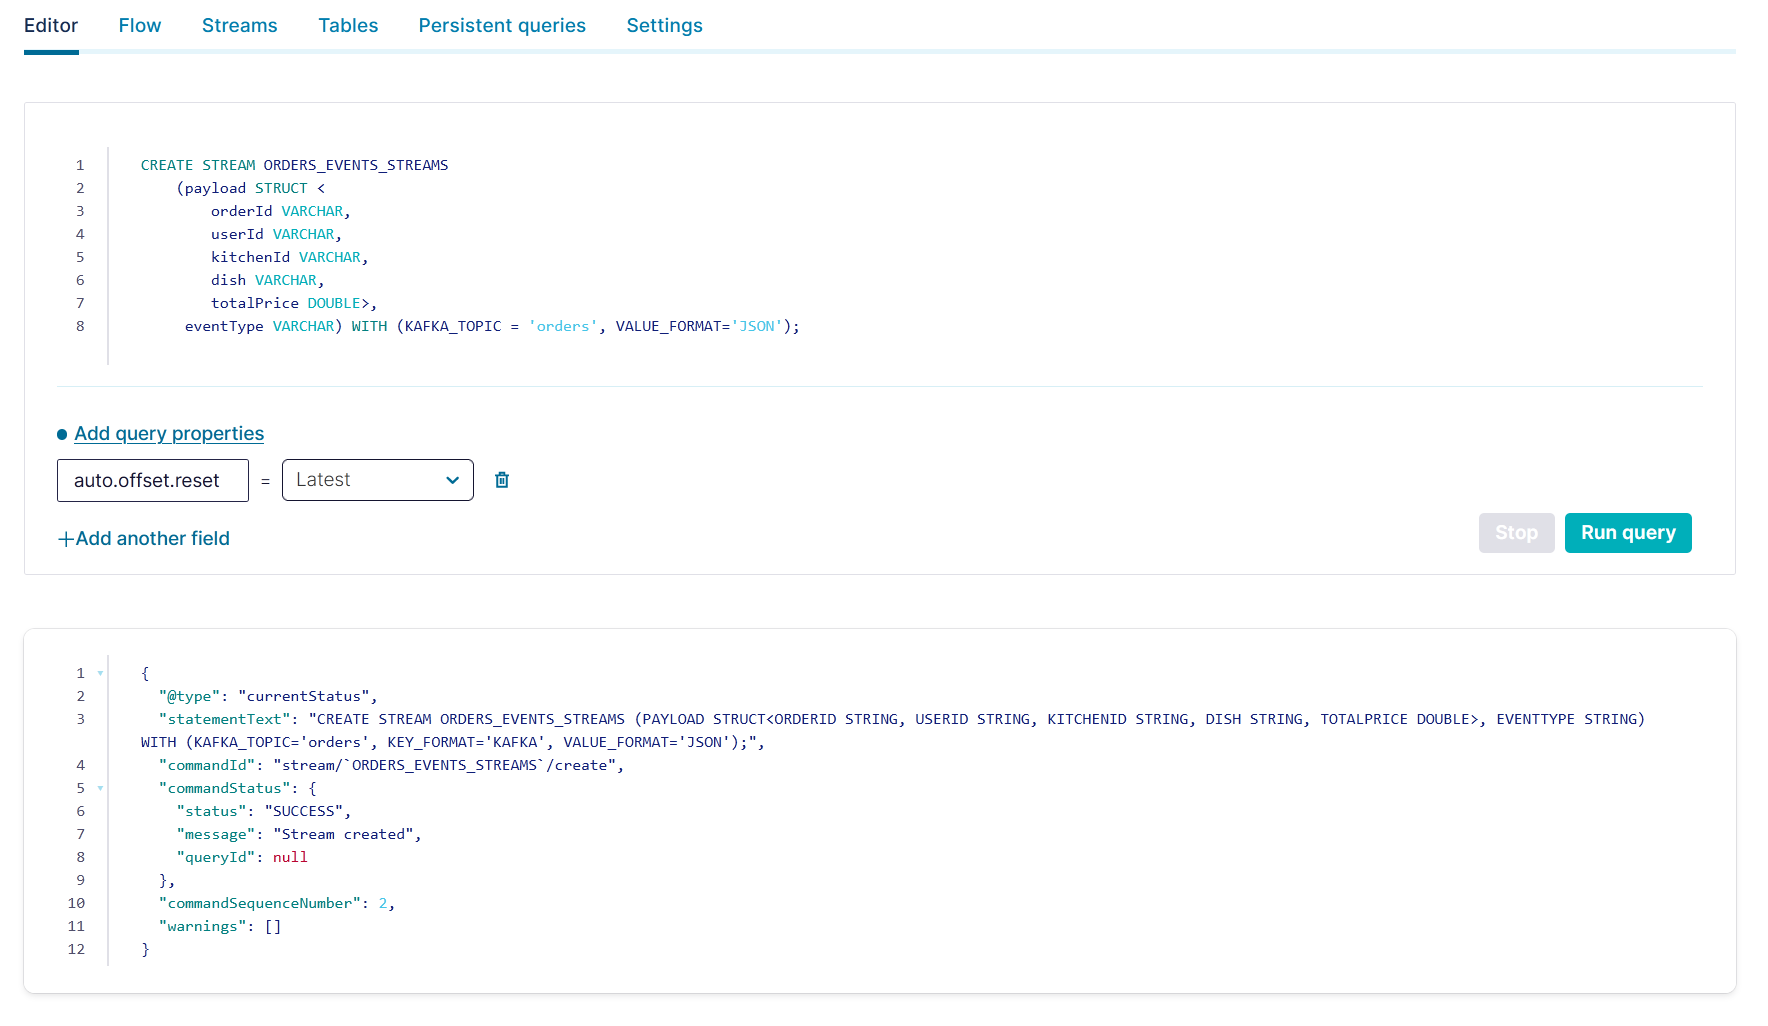 Editor Flow Streams Tables Persistent queries Settings
1 CREATE STREAM ORDERS_EVENTS_STREAMS
2 (payload STRUCT <
3 orderId VARCHAR,
4 userId VARCHAR,
5 kitchenId VARCHAR,
6 dish VARCHAR,
7 totalPrice DOUBLE>,
8 eventType VARCHAR) WITH (KAFKA_TOPIC = 'orders', VALUE_FORMAT='JSON');
Add query properties
auto.offset.reset = Latest
+Add another field
Stop Run query
1 {
2 "@type": "currentStatus",
3 "statementText": "CREATE STREAM ORDERS_EVENTS_STREAMS (PAYLOAD STRUCT<ORDERID STRING, USERID STRING, KITCHENID STRING, DISH STRING, TOTALPRICE DOUBLE>, EVENTTYPE STRING)
WITH (KAFKA_TOPIC='orders', KEY_FORMAT='KAFKA', VALUE_FORMAT='JSON');",
4 "commandId": "stream/`ORDERS_EVENTS_STREAMS`/create",
5 "commandStatus": {
6 "status": "SUCCESS",
7 "message": "Stream created",
8 "queryId": null
9 },
10 "commandSequenceNumber": 2,
11 "warnings": []
12 }